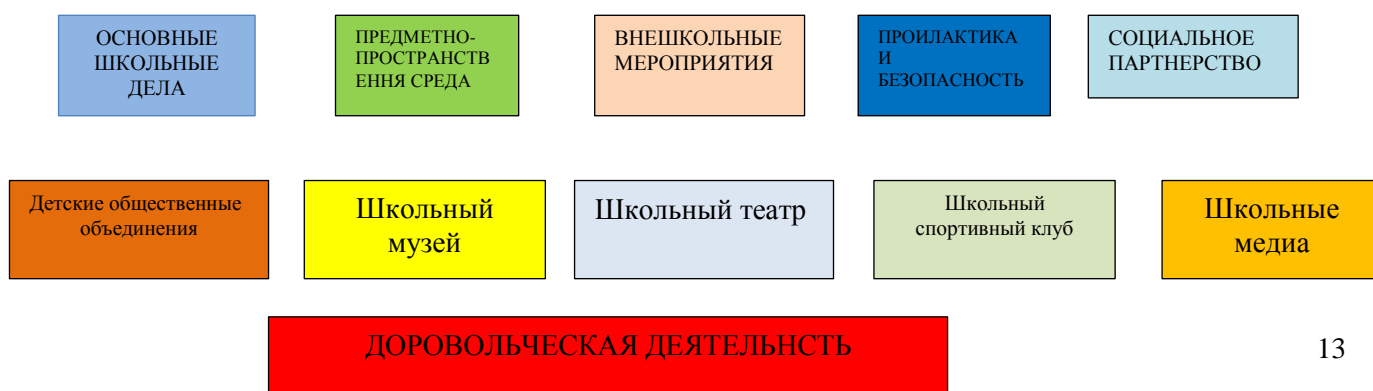 ОСНОВНЫЕ
ШКОЛЬНЫЕ
ДЕЛА
ПРЕДМЕТНО-
ПРОСТРАНСТВ
ЕННЯ СРЕДА
ВНЕШКОЛЬНЫЕ
МЕРОПРИЯТИЯ
ПРОИЛАКТИКА
И
БЕЗОПАСНОСТЬ
СОЦИАЛЬНОЕ
ПАРТНЕРСТВО
Детские общественные
объединения
Школьный
музей
Школьный театр
Школьный
спортивный клуб
Школьные
медиа
ДОРОВОЛЬЧЕСКАЯ ДЕЯТЕЛЬНСТЬ
13